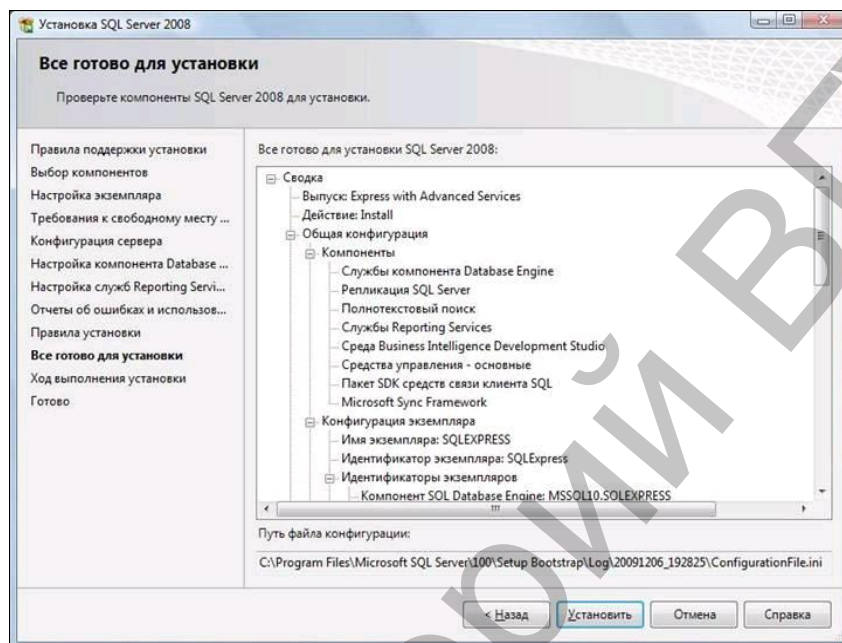 Установка SQL Server 2008
Все готово для установки
Проверьте компоненты SQL Server 2008 для установки.
Правила поддержки установки
Выбор компонентов
Настройка экземпляра
Требования к свободному месту ...
Конфигурация сервера
Настройка компонента Database ...
Настройка служб Reporting Servi...
Отчеты об ошибках и использов...
Правила установки
Все готово для установки
Ход выполнения установки
Готово
Все готово для установки SQL Server 2008:
Сводка
Выпуск: Express with Advanced Services
Действие: Install
Общая конфигурация
Компоненты
Службы компонента Database Engine
Репликация SQL Server
Полнотекстовый поиск
Службы Reporting Services
Среда Business Intelligence Development Studio
Средства управления - основные
Пакет SDK средств связи клиента SQL
Microsoft Sync Framework
Конфигурация экземпляра
Имя экземпляра: SQLEXPRESS
Идентификатор экземпляра: SQLExpress
Идентификаторы экземпляров
Компонент SQL Database Engine: MSSQL10.SQLEXPRESS
Путь файла конфигурации:
C:\Program Files\Microsoft SQL Server\100\Setup Bootstrap\Log\20091206_192825\ConfigurationFile.ini
< Назад
Установить
Отмена
Справка